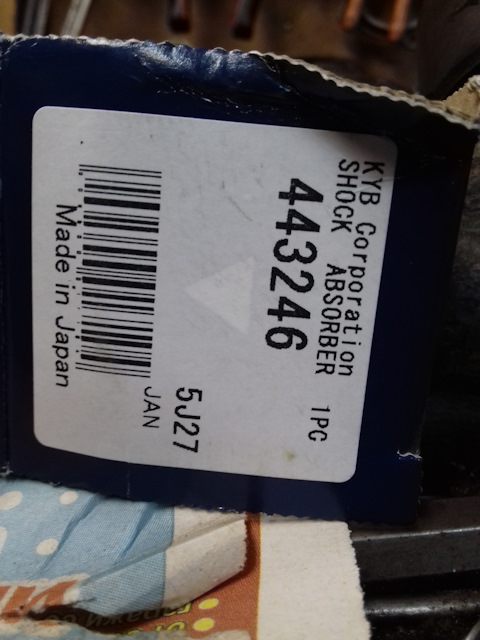 KYB Corporation
SHOCK ABSORBER 1PC
443246
5J27
JAN
Made in Japan